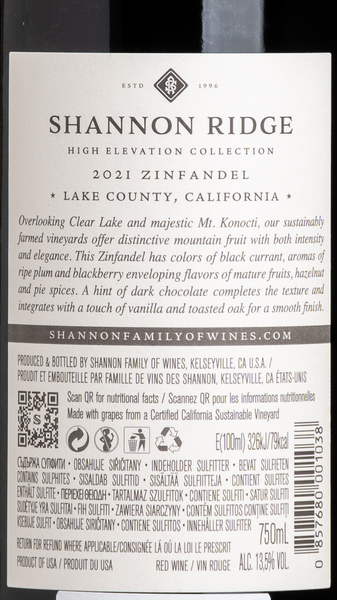 ESTD 1996
SHANNON RIDGE
HIGH ELEVATION COLLECTION
2021 ZINFANDEL
★ LAKE COUNTY, CALIFORNIA ★
Overlooking Clear Lake and majestic Mt. Konocti, our sustainably
farmed vineyards offer distinctive mountain fruit with both intensity
and elegance. This Zinfandel has colors of black currant, aromas of
ripe plum and blackberry enveloping flavors of mature fruits, hazelnut
and pie spices. A hint of dark chocolate completes the texture and
integrates with a touch of vanilla and toasted oak for a smooth finish.
SHANNONFAMILYOFWINES.COM
PRODUCED & BOTTLED BY SHANNON FAMILY OF WINES, KELSEYVILLE, CA U.S.A. /
PRODUIT ET EMBOUTEILLÉ PAR FAMILLE DE VINS DES SHANNON, KELSEYVILLE, CA ÉTATS-UNIS
Scan QR for nutritional facts / Scannez QR pour les informations nutritionnelles
Made with grapes from a Certified California Sustainable Vineyard
E(100ml) 326kJ/79kcal
СЪДЪРЖА СУЛФИТИ • OBSAHUJE SIŘIČITANY • INDEHOLDER SULFITTER • BEVAT SULFIETEN
CONTAINS SULPHITES • SISALDAB SULFITID • SISÄLTÄÄ SULFIITTEJA • CONTIENT SULFITES
ENTHÄLT SULFITE • ΠΕΡΙΕΧΕΙ ΘΕΙΩΔΗ • TARTALMAZ SZULFITOK • CONTIENE SOLFITI • SATUR SULFITI
SUDĖTYJE YRA SULFITAI • FIH SULFITI • ZAWIERA SIARCZYNY • CONTÉM SULFITOS CONȚINE SULFIȚI
KSEBUJE SULFIT • OBSAHUJE SIRIČITANY • CONTIENE SULFITOS • INNEHÅLLER SULFITER
750mL
RETURN FOR REFUND WHERE APPLICABLE/CONSIGNÉE LÀ OÙ LA LOI LE PRESCRIT
PRODUCT OF USA / PRODUIT DU USA RED WINE / VIN ROUGE ALC. 13.5% VOL.
0 857680 001038